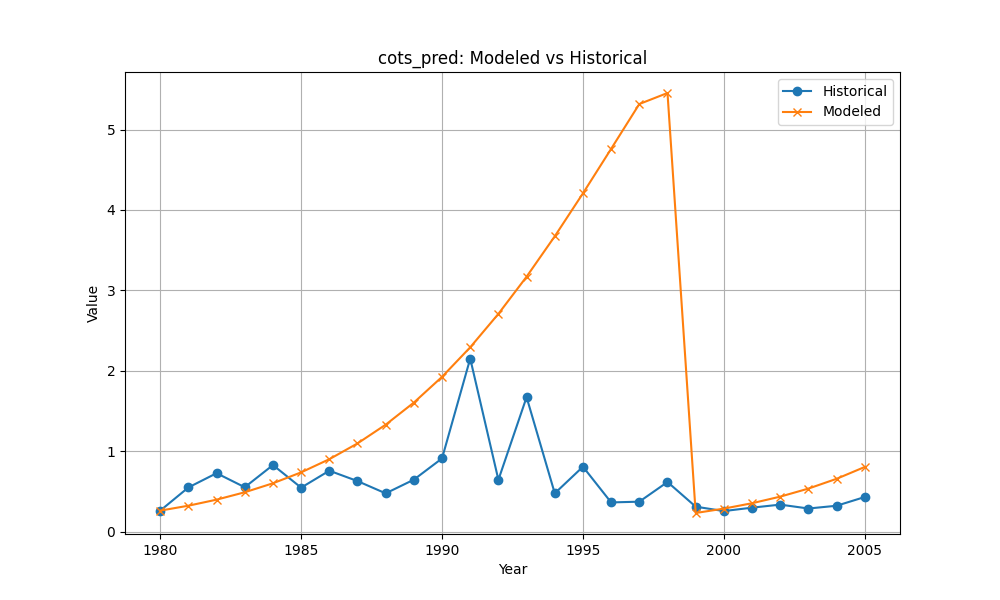 cots_pred: Modeled vs Historical
Historical
Modeled
Value
5
4
3
2
1
0
1980 1985 1990 1995 2000 2005
Year